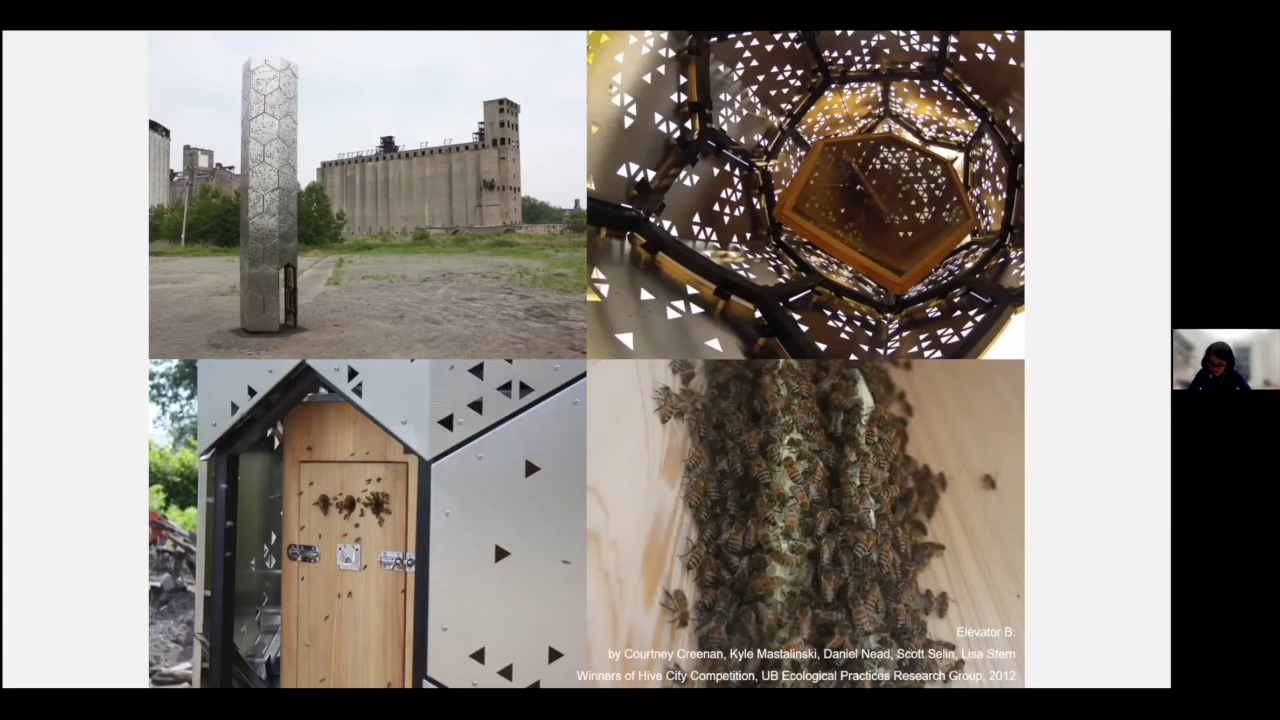 Elevator B:
by Courtney Creenan, Kyle Mastalinski, Daniel Nead, Scott Selin, Lisa Stern
Winners of Hive City Competition, UB Ecological Practices Research Group, 2012